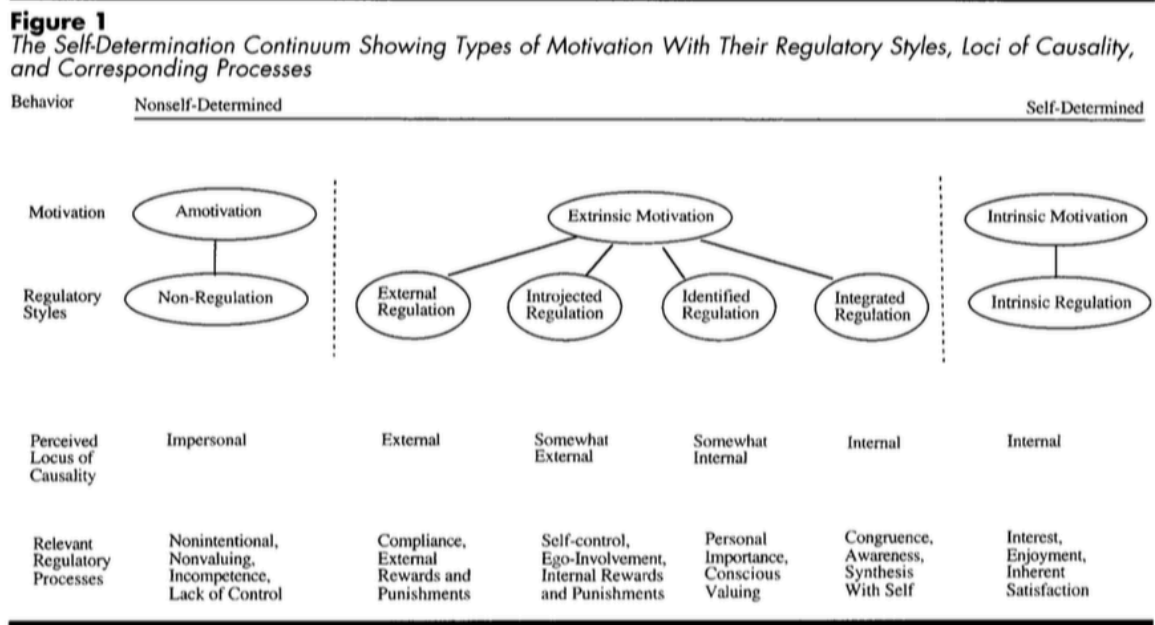 Figure 1
The Self-Determination Continuum Showing Types of Motivation With Their Regulatory Styles, Loci of Causality,
and Corresponding Processes
Behavior Nonself-Determined Self-Determined
Motivation Amotivation Extrinsic Motivation Intrinsic Motivation
Regulatory
Styles
Non-Regulation
External
Regulation
Introjected
Regulation
Identified
Regulation
Integrated
Regulation
Intrinsic Regulation
Perceived
Locus of
Causality
Impersonal
External
Somewhat
External
Somewhat
Internal
Internal
Internal
Relevant
Regulatory
Processes
Nonintentional,
Nonvaluing,
Incompetence,
Lack of Control
Compliance,
External
Rewards and
Punishments
Self-control,
Ego-Involvement,
Internal Rewards
and Punishments
Personal
Importance,
Conscious
Valuing
Congruence,
Awareness,
Synthesis
With Self
Interest,
Enjoyment,
Inherent
Satisfaction